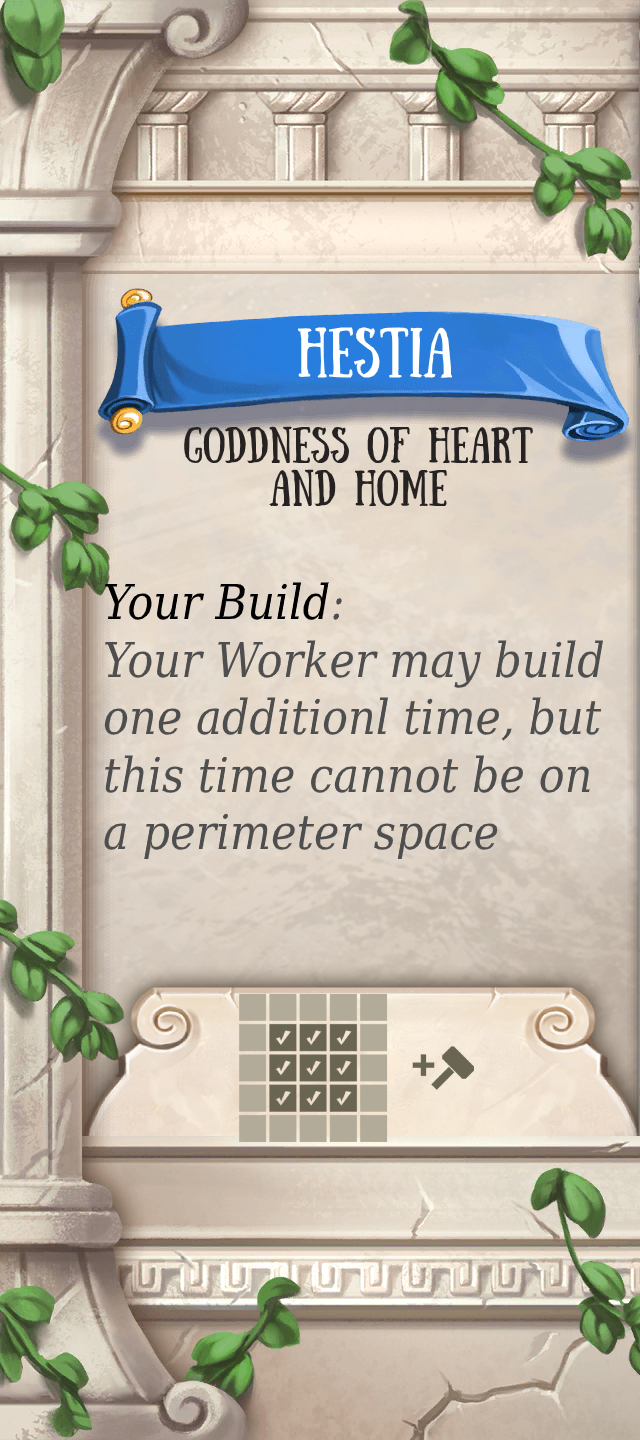 HESTIA
GODDNESS OF HEART
AND HOME
Your Build:
Your Worker may build
one additionl time, but
this time cannot be on
a perimeter space